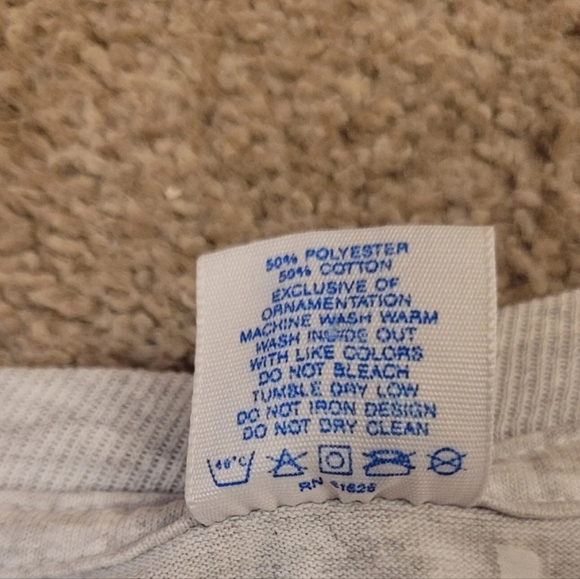 50% POLYESTER
50% COTTON
EXCLUSIVE OF
ORNAMENTATION
MACHINE WASH WARM
WASH INSIDE OUT
WITH LIKE COLORS
DO NOT BLEACH
TUMBLE DRY LOW
DO NOT IRON DESIGN
DO NOT DRY CLEAN
40°C
RN